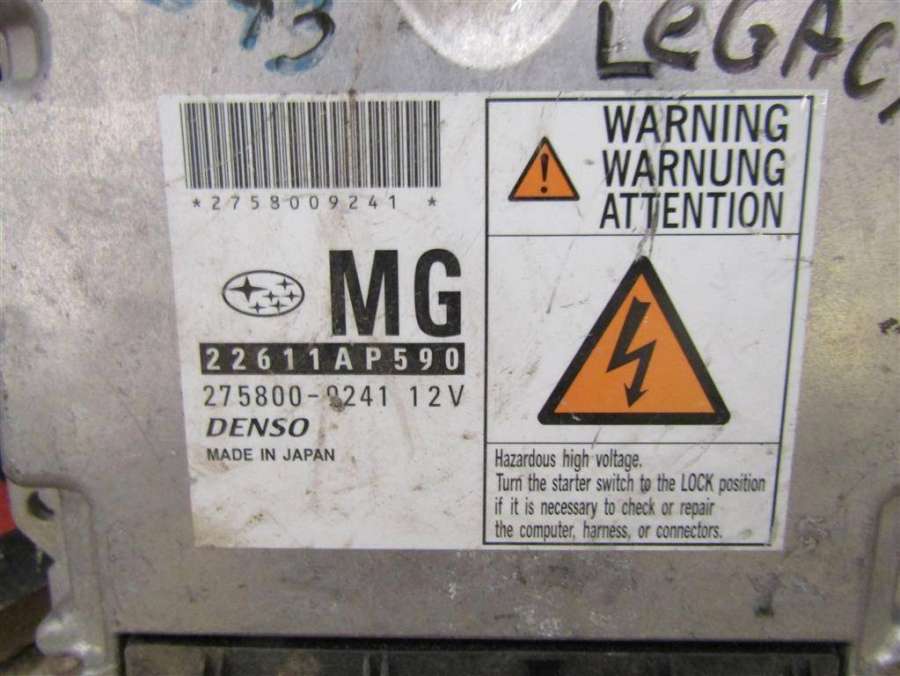 LEGAC
WARNING
WARNUNG
ATTENTION
*2758009241*
MG
22611AP590
275800-9241 12V
DENSO
MADE IN JAPAN
Hazardous high voltage.
Turn the starter switch to the LOCK position
if it is necessary to check or repair
the computer, harness, or connectors.